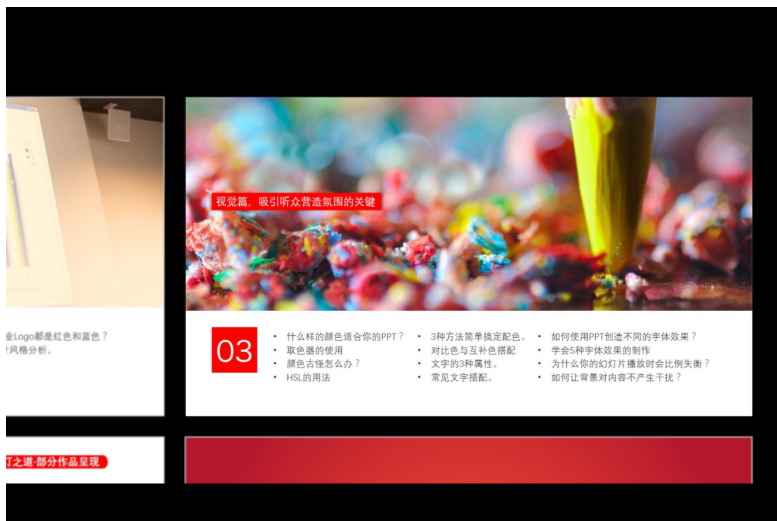 视觉篇，吸引听众营造氛围的关键
业Logo都是红色和蓝色？
风格分析。
03
• 什么样的颜色适合你的PPT？
• 取色器的使用
• 颜色古怪怎么办？
• HSL的用法
• 3种方法简单搞定配色。
• 对比色与互补色搭配
• 文字的3种属性。
• 常见文字搭配。
• 如何使用PPT创造不同的字体效果？
• 学会5种字体效果的制作
• 为什么你的幻灯片播放时会比例失衡？
• 如何让背景对内容不产生干扰？
灯之道·部分作品呈现